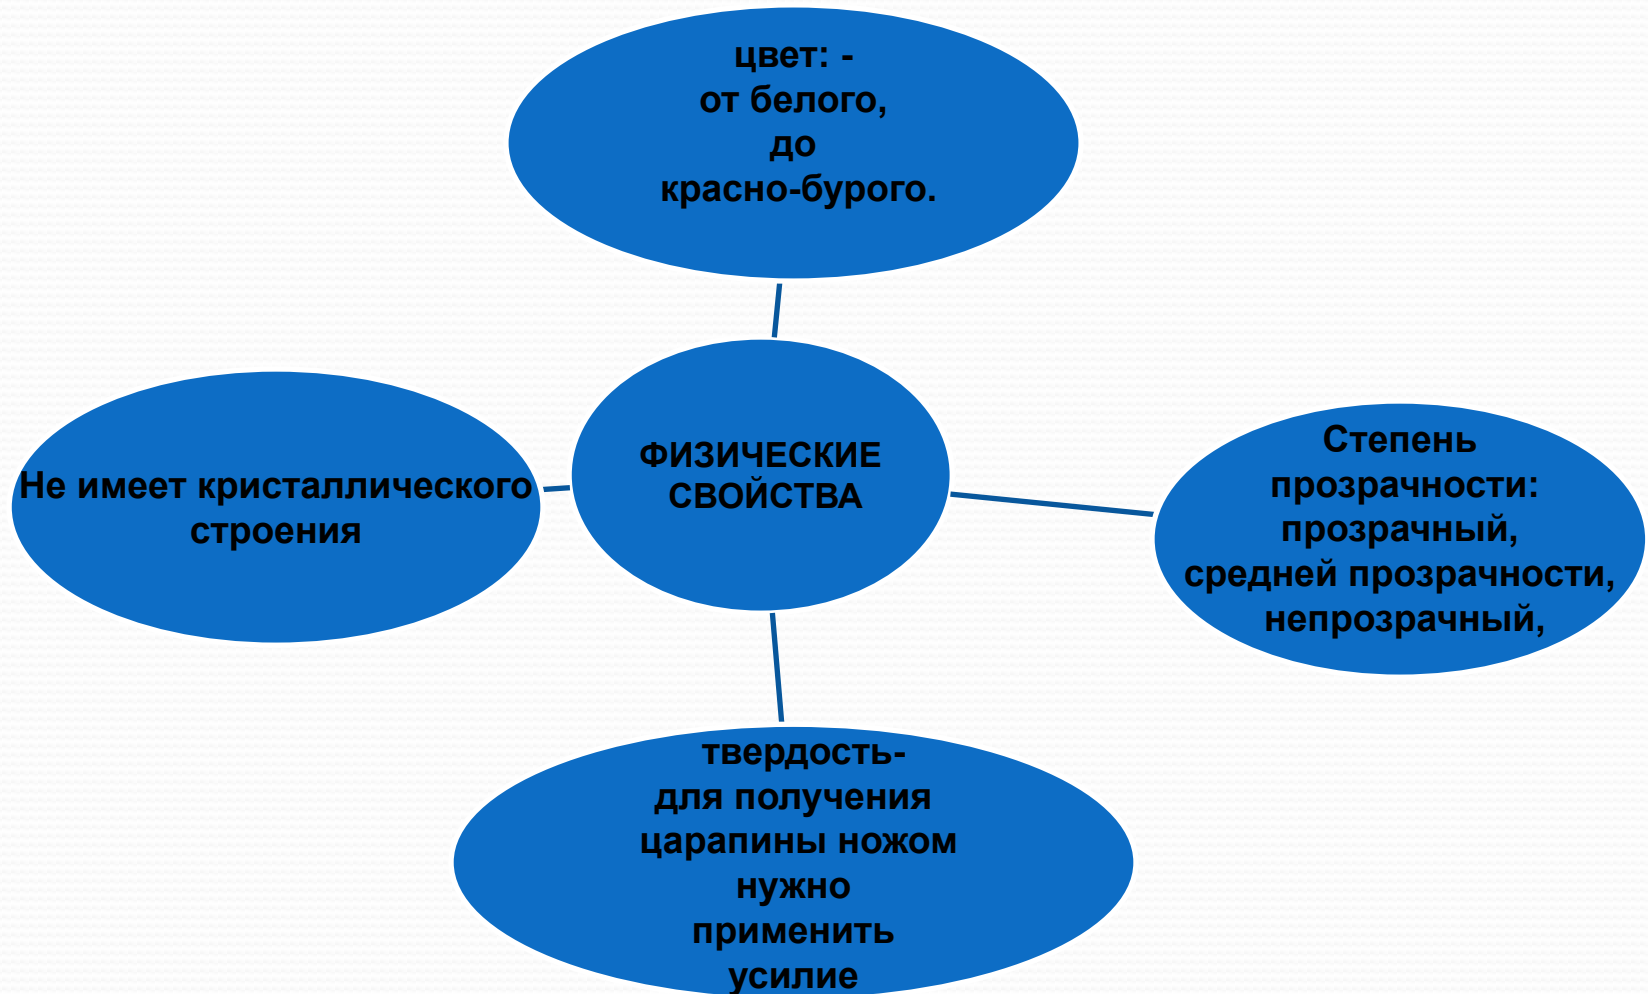 цвет: -
от белого,
до
красно-бурого.
ФИЗИЧЕСКИЕ
СВОЙСТВА
Не имеет кристаллического
строения
Степень
прозрачности:
прозрачный,
средней прозрачности,
непрозрачный,
твердость-
для получения
царапины ножом
нужно
применить
усилие